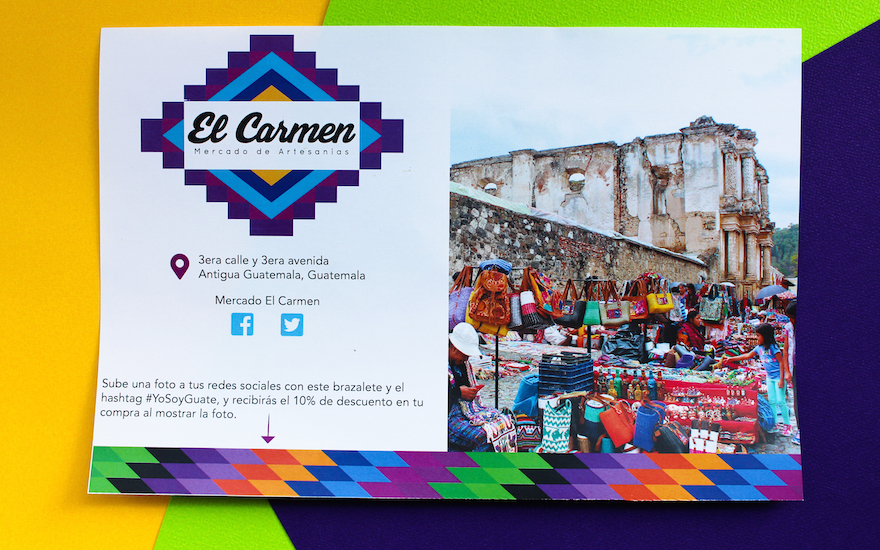 El Carmen
Mercado de Artesanías
3era calle y 3era avenida
Antigua Guatemala, Guatemala
Mercado El Carmen
Sube una foto a tus redes sociales con este brazalete y el
hashtag #YoSoyGuate, y recibirás el 10% de descuento en tu
compra al mostrar la foto.